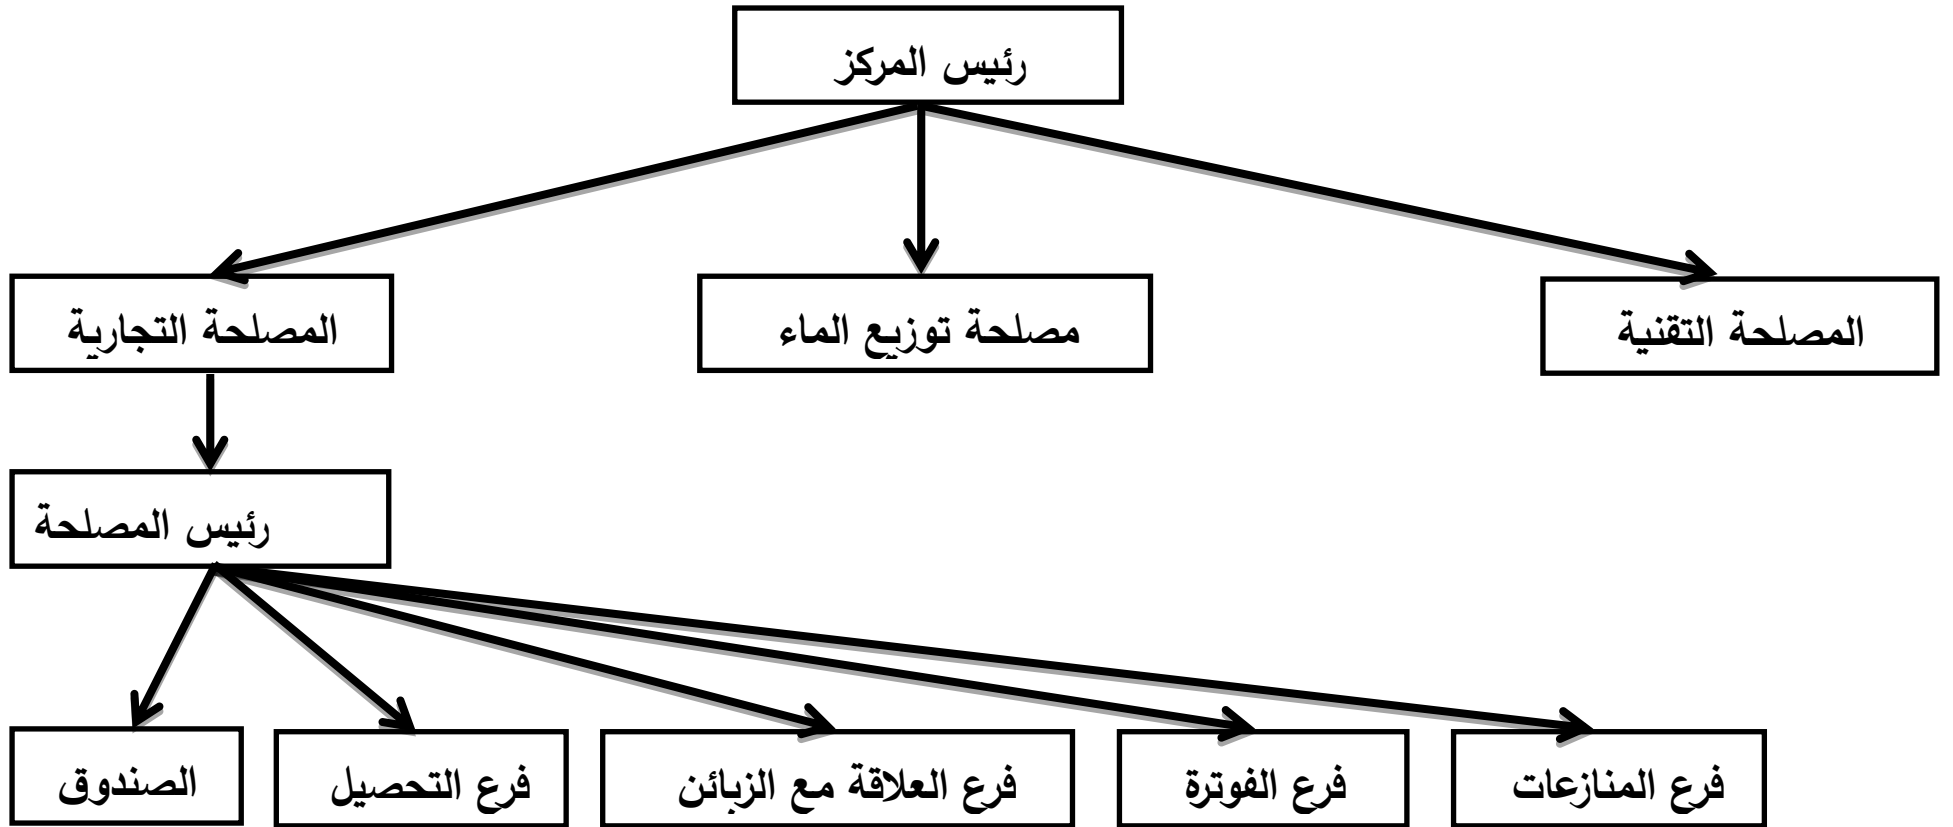 رئيس المركز
المصلحة التقنية
مصلحة توزيع الماء
المصلحة التجارية
رئيس المصلحة
فرع المنازعات
فرع الفوترة
فرع العلاقة مع الزبائن
فرع التحصيل
الصندوق